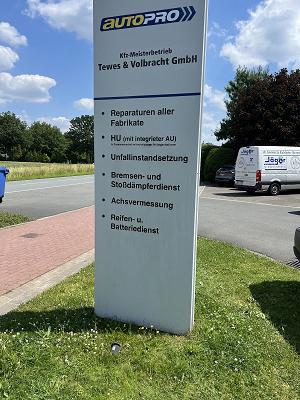 AUTOPRO
Kfz-Meisterbetrieb
Tewes & Volbracht GmbH
• Reparaturen aller
Fabrikate
• HU (mit integrierter AU)
• Unfallinstandsetzung
• Bremsen- und
Stoßdämpferdienst
• Achsvermessung
• Reifen- u.
Batteriedienst
Jäger